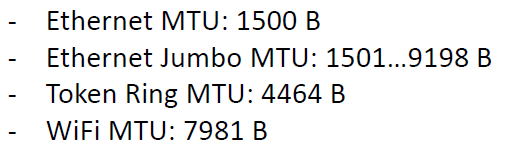 - Ethernet MTU: 1500 B
- Ethernet Jumbo MTU: 1501…9198 B
- Token Ring MTU: 4464 B
- WiFi MTU: 7981 B